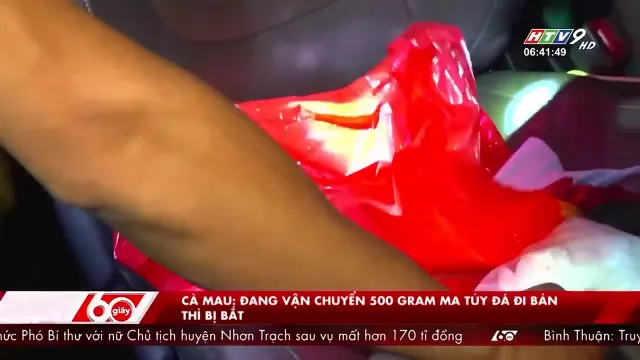 HTV9 HD
06:41:49
CÀ MAU: ĐANG VẬN CHUYỂN 500 GRAM MA TÚY ĐÁ ĐI BÁN
THÌ BỊ BẮT
60 giây
hức Phó Bí thư với nữ Chủ tịch huyện Nhơn Trạch sau vụ mất hơn 170 tỉ đồng
60 Bình Thuận: Truy